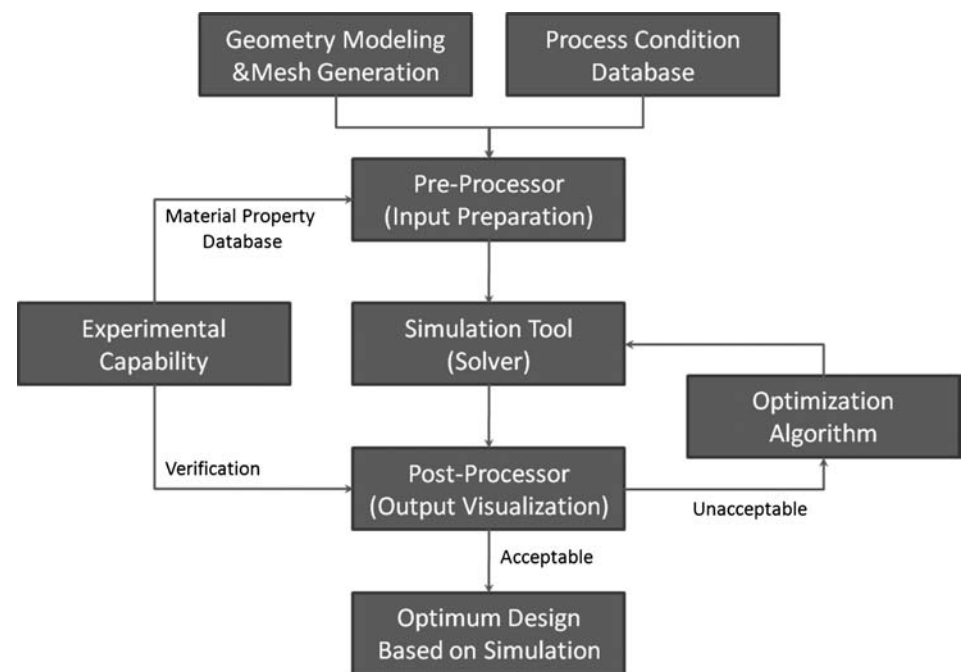 Geometry Modeling
&Mesh Generation
Process Condition
Database
Pre-Processor
(Input Preparation)
Material Property
Database
Experimental
Capability
Simulation Tool
(Solver)
Optimization
Algorithm
Verification
Post-Processor
(Output Visualization)
Unacceptable
Acceptable
Optimum Design
Based on Simulation